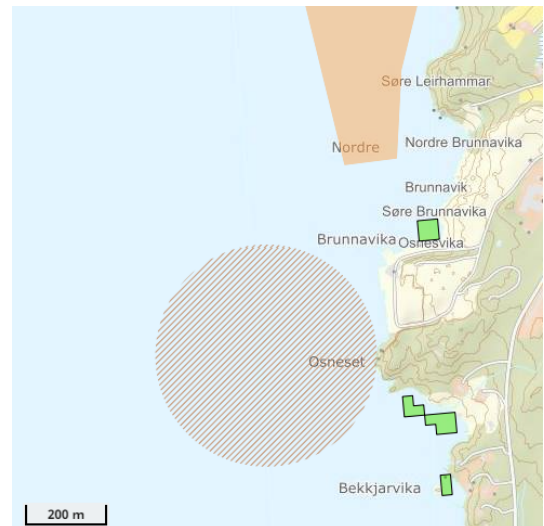 Søre Leirhammar
Nordre Brunnavika
Nordre
Brunnavik
Søre Brunnavika
Brunnavika
Osnesvika
Osneset
Bekkjarvika
200 m